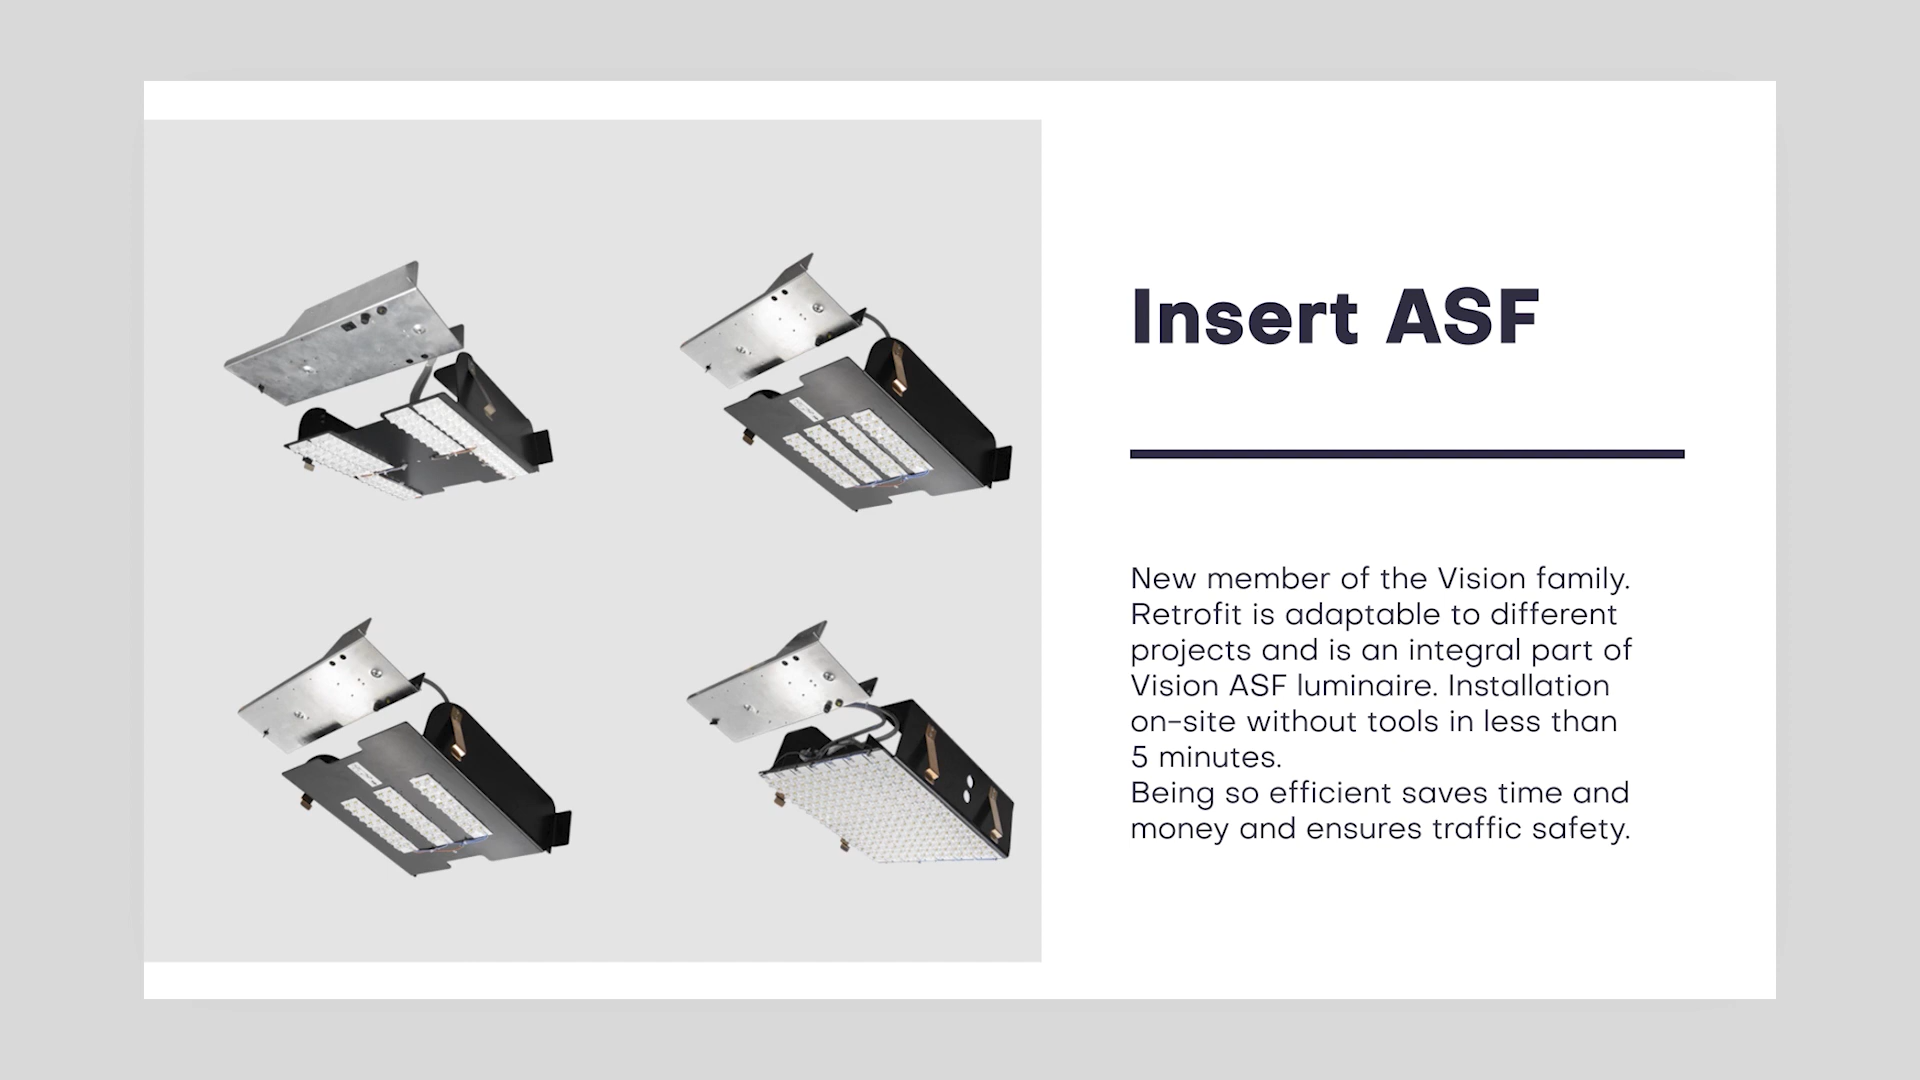 Insert ASF
New member of the Vision family.
Retrofit is adaptable to different
projects and is an integral part of
Vision ASF luminaire. Installation
on-site without tools in less than
5 minutes.
Being so efficient saves time and
money and ensures traffic safety.